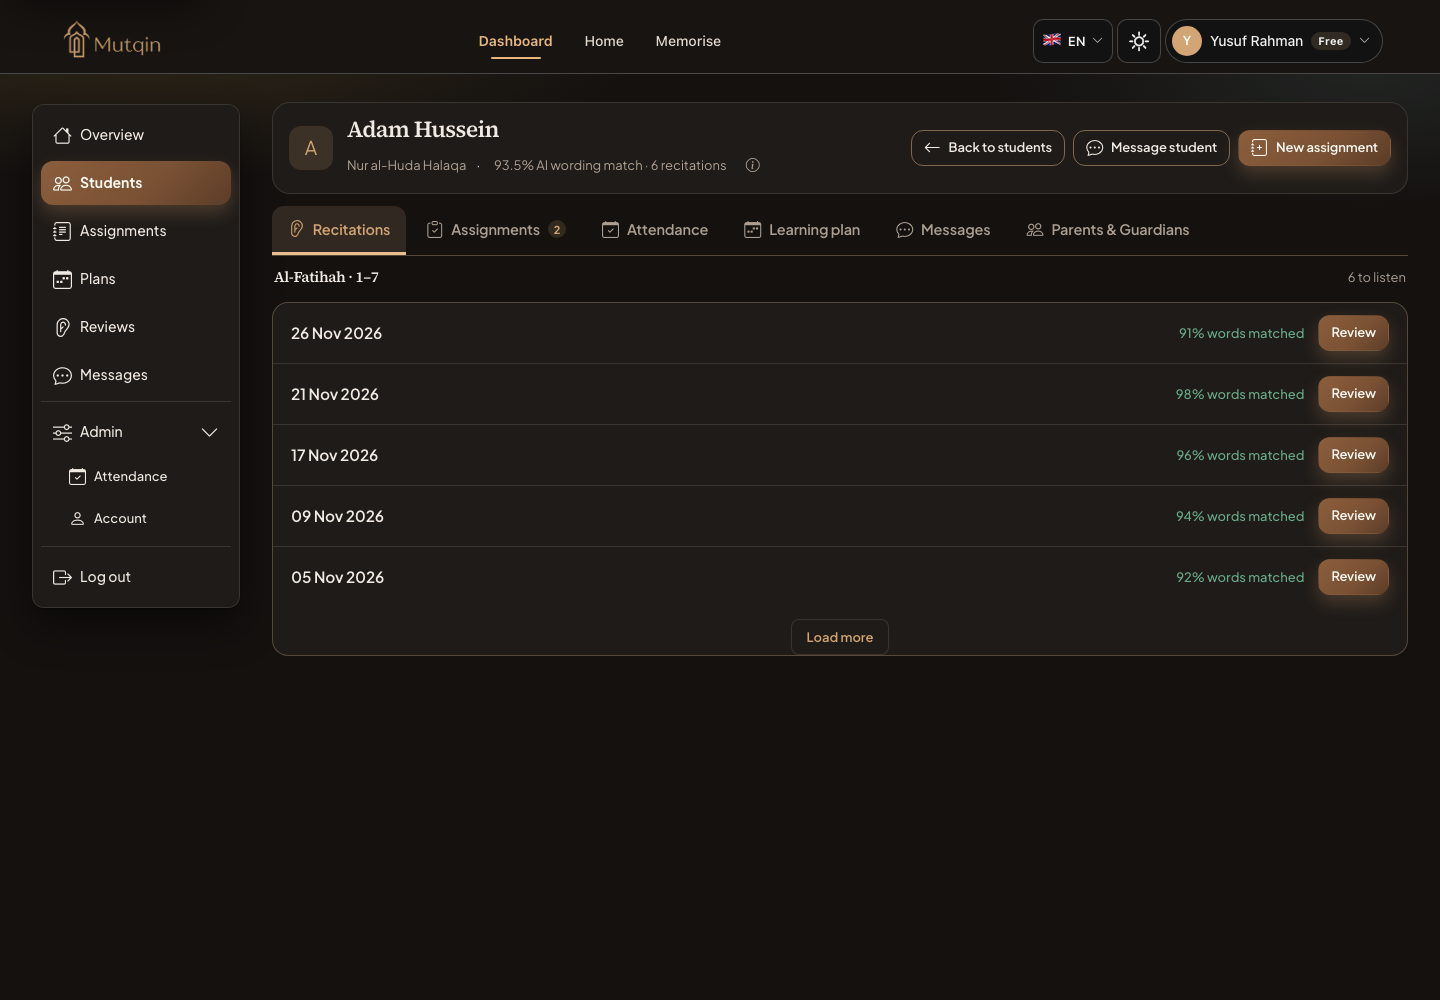 Mutqin
Dashboard
Home
Memorise
EN
Y
Yusuf Rahman
Free
Overview
Students
Assignments
Plans
Reviews
Messages
Admin
Attendance
Account
Log out
A
Adam Hussein
Nur al-Huda Halaqa · 93.5% AI wording match · 6 recitations
Back to students
Message student
New assignment
Recitations
Assignments 2
Attendance
Learning plan
Messages
Parents & Guardians
Al-Fatihah · 1–7
6 to listen
26 Nov 2026
91% words matched
Review
21 Nov 2026
98% words matched
Review
17 Nov 2026
96% words matched
Review
09 Nov 2026
94% words matched
Review
05 Nov 2026
92% words matched
Review
Load more